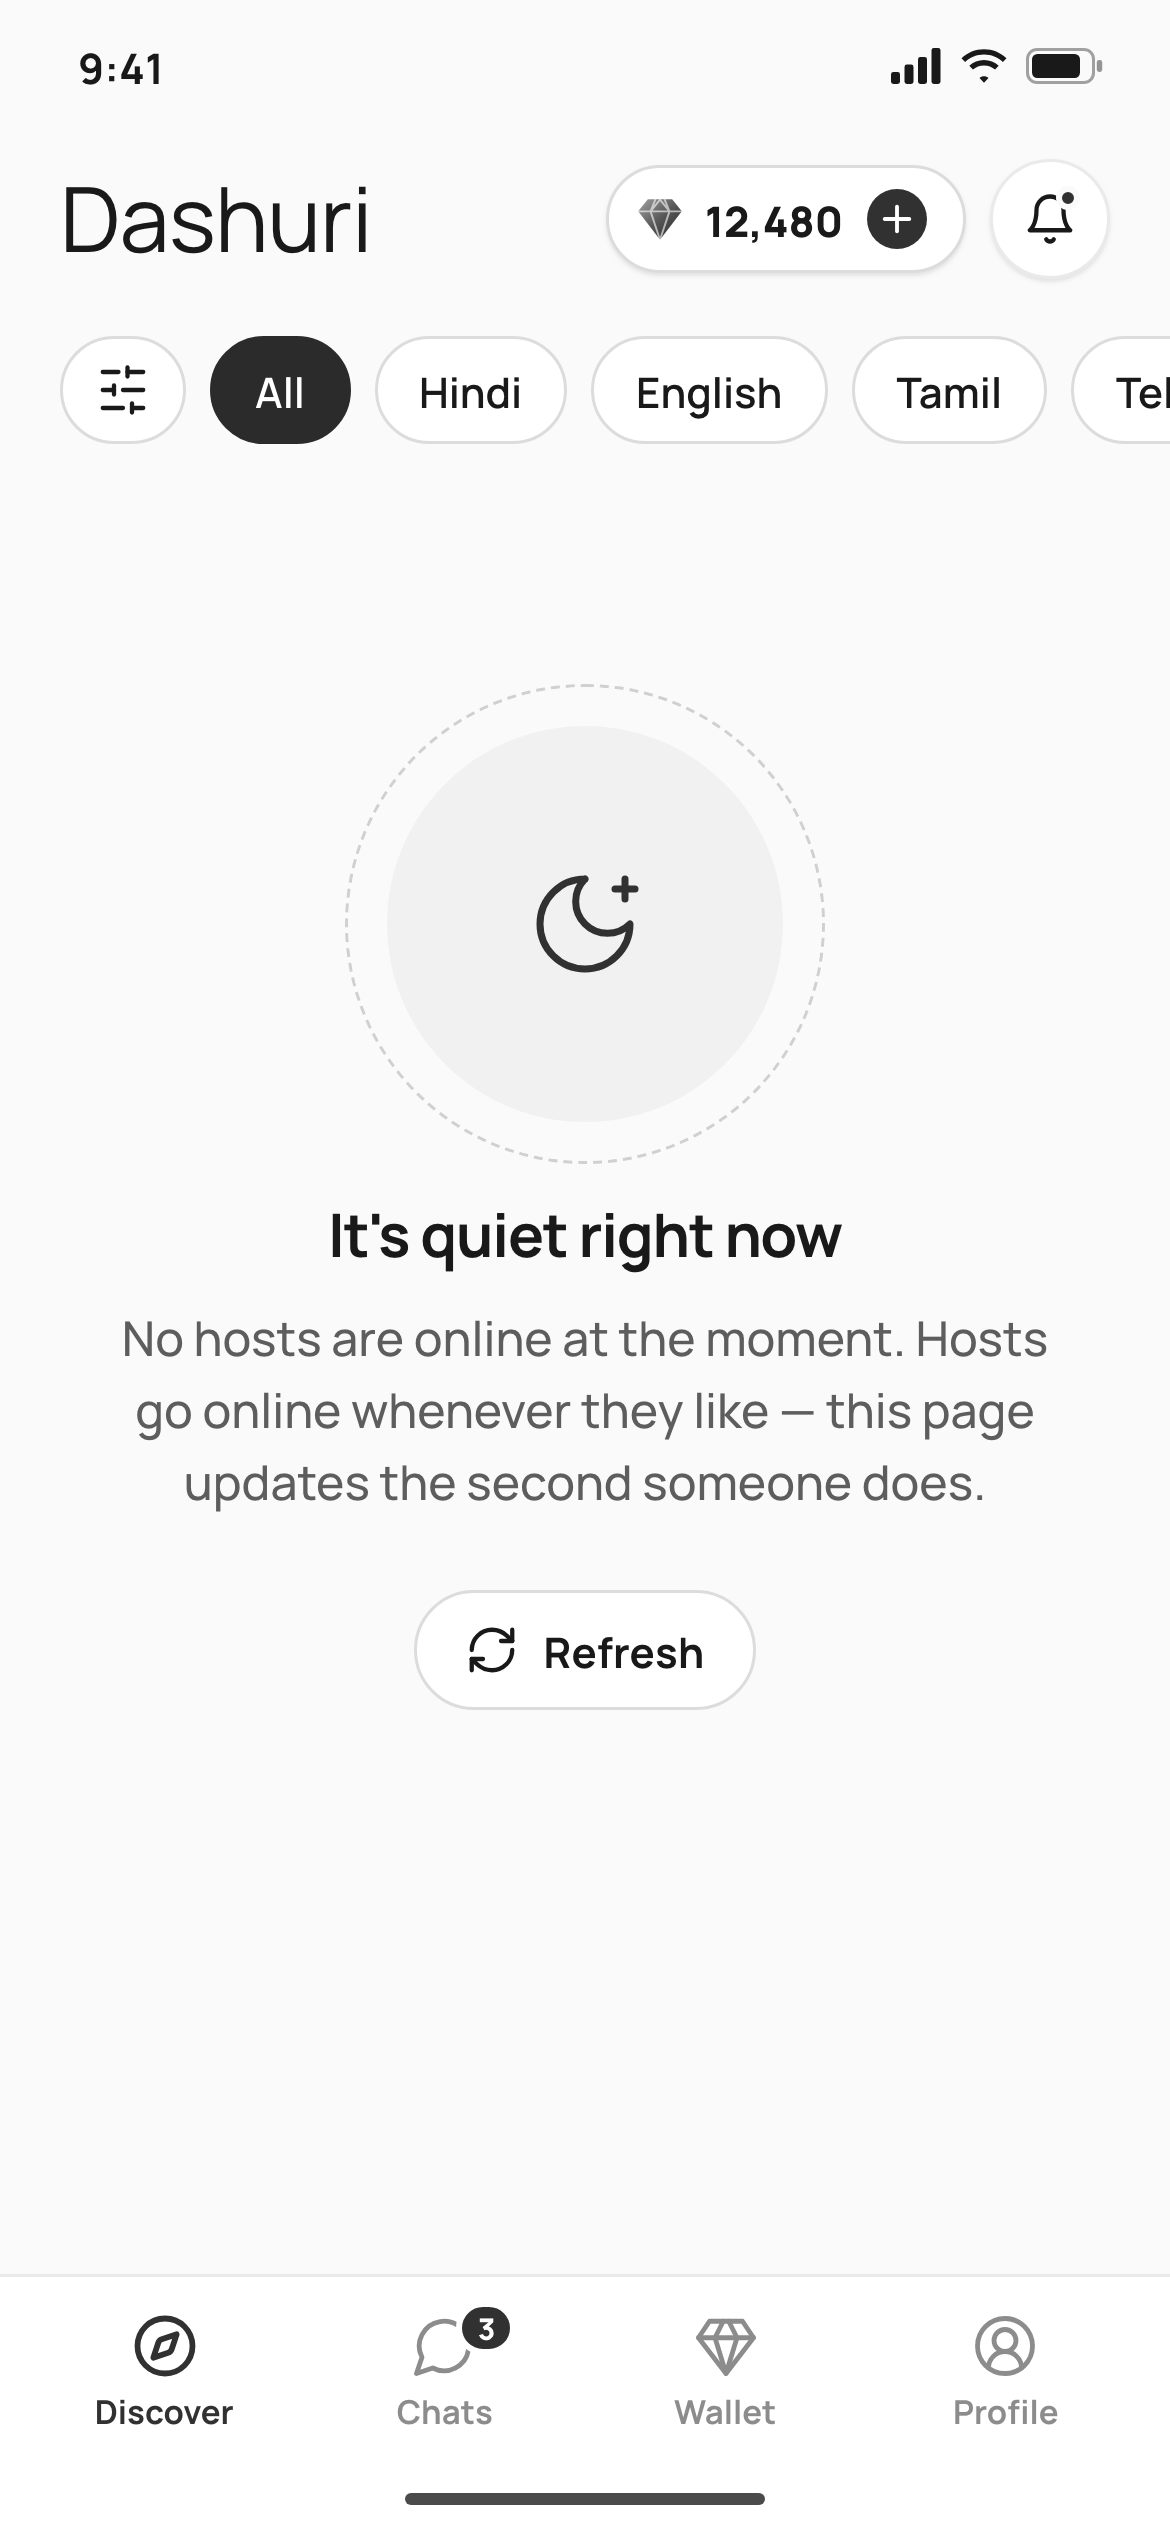 9:41
Dashuri
12,480
All
Hindi
English
Tamil
Tel
It's quiet right now
No hosts are online at the moment. Hosts
go online whenever they like — this page
updates the second someone does.
Refresh
3
Discover
Chats
Wallet
Profile